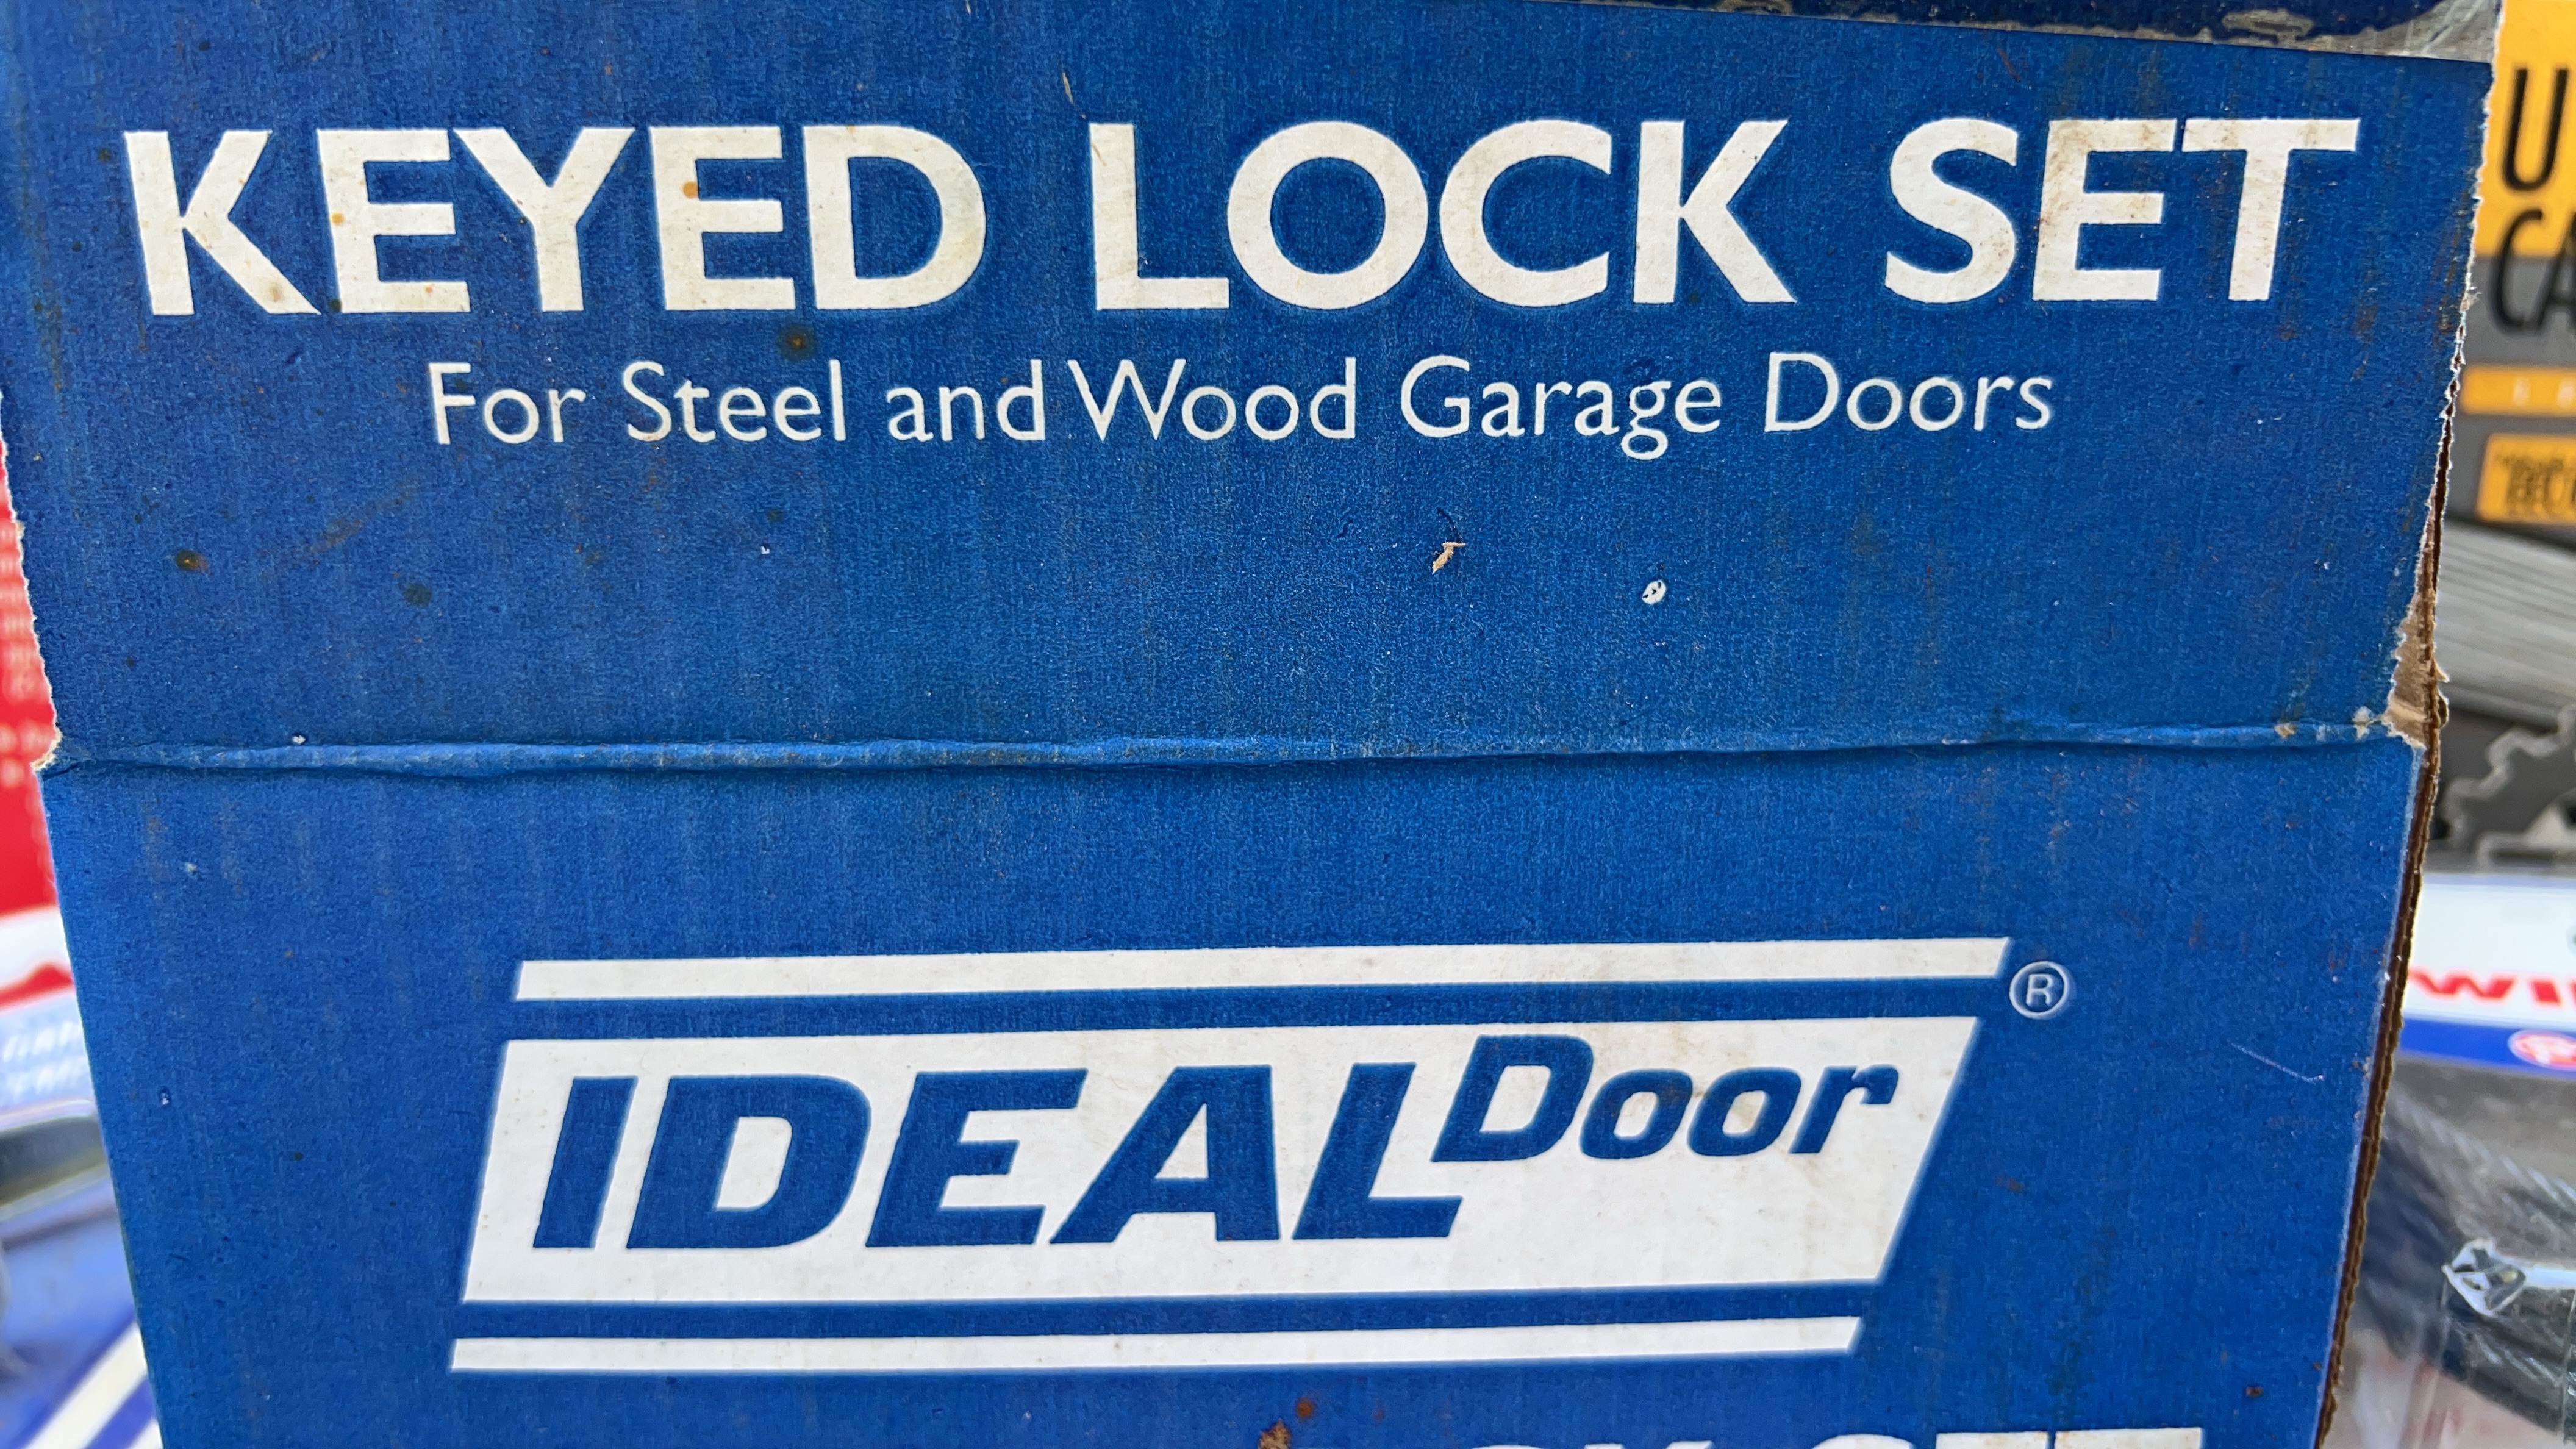 KEYED LOCK SET
For Steel and Wood Garage Doors
IDEAL Door®